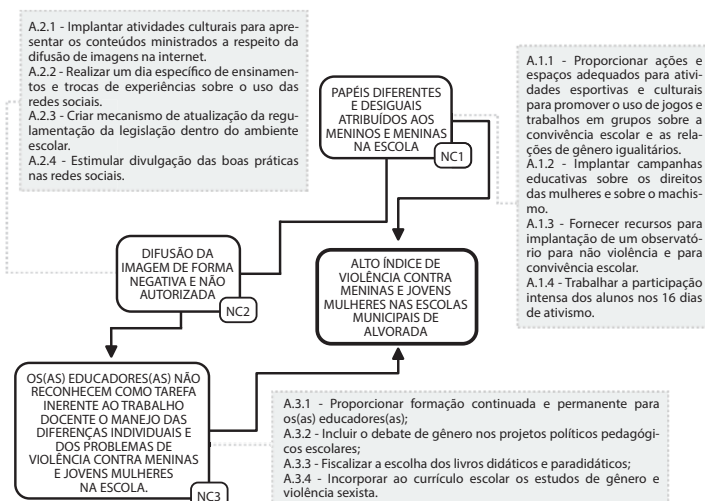 A.2.1 - Implantar atividades culturais para apre-
sentar os conteúdos ministrados a respeito da
difusão de imagens na internet.
A.2.2 - Realizar um dia específico de ensinamen-
tos e trocas de experiências sobre o uso das
redes sociais.
A.2.3 - Criar mecanismo de atualização da regu-
lamentação da legislação dentro do ambiente
escolar.
A.2.4 - Estimular divulgação das boas práticas
nas redes sociais.
PAPÉIS DIFERENTES
E DESIGUAIS
ATRIBUÍDOS AOS
MENINOS E MENINAS
NA ESCOLA
NC1
A.1.1 - Proporcionar ações e
espaços adequados para ativi-
dades esportivas e culturais
para promover o uso de jogos e
trabalhos em grupos sobre a
convivência escolar e as rela-
ções de gênero igualitários.
A.1.2 - Implantar campanhas
educativas sobre os direitos
das mulheres e sobre o machis-
mo.
A.1.3 - Fornecer recursos para
implantação de um observató-
rio para não violência e para
convivência escolar.
A.1.4 - Trabalhar a participação
intensa dos alunos nos 16 dias
de ativismo.
DIFUSÃO DA
IMAGEM DE FORMA
NEGATIVA E NÃO
AUTORIZADA
NC2
ALTO ÍNDICE DE
VIOLÊNCIA CONTRA
MENINAS E JOVENS
MULHERES NAS ESCOLAS
MUNICIPAIS DE
ALVORADA
OS(AS) EDUCADORES(AS) NÃO
RECONHECEM COMO TAREFA
INERENTE AO TRABALHO
DOCENTE O MANEJO DAS
DIFERENÇAS INDIVIDUAIS E
DOS PROBLEMAS DE
VIOLÊNCIA CONTRA MENINAS
E JOVENS MULHERES
NA ESCOLA.
NC3
A.3.1 - Proporcionar formação continuada e permanente para
os(as) educadores(as);
A.3.2 - Incluir o debate de gênero nos projetos políticos pedagógi-
cos escolares;
A.3.3 - Fiscalizar a escolha dos livros didáticos e paradidáticos;
A.3.4 - Incorporar ao currículo escolar os estudos de gênero e
violência sexista.